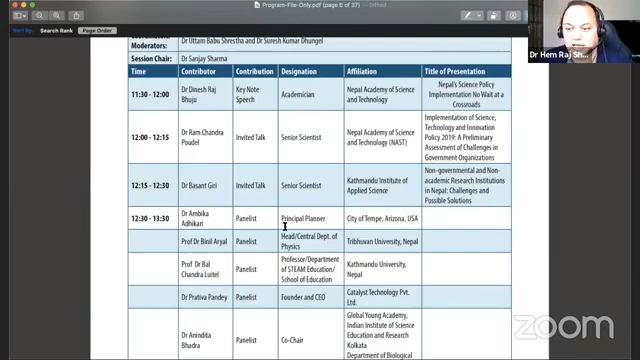 Program-File-Only.pdf (page 6 of 37)
Edited
Sort by: Search Rank Page Order
Moderators:
Dr Uttam Babu Shrestha and Dr Suresh Kumar Dhungel
Session Chair: Dr Sanjay Sharma
Time Contributor Contribution Designation Affiliation Title of Presentation
11:30 - 12:00
Dr Dinesh Raj
Bhuju
Key Note
Speech
Academician
Nepal Academy of Science
and Technology
Nepal's Science Policy
Implementation No Wait at a
Crossroads
12:00 - 12:15
Dr Ram Chandra
Poudel
Invited Talk
Senior Scientist
Nepal Academy of Science
and Technology (NAST)
Implementation of Science,
Technology and Innovation
Policy 2019: A Preliminary
Assessment of Challenges in
Government Organizations
12:15 - 12:30
Dr Basant Giri
Invited Talk
Senior Scientist
Kathmandu Institute of
Applied Science
Non-governmental and Non-
academic Research Institutions
in Nepal: Challenges and
Possible Solutions
12:30 - 13:30
Dr Ambika
Adhikari
Panelist
Principal Planner
City of Tempe, Arizona, USA
Prof Dr Binil Aryal
Panelist
Head/Central Dept. of
Physics
Tribhuvan University, Nepal
Prof Dr Bal
Chandra Luitel
Panelist
Professor/Department
of STEAM Education/
School of Education
Kathmandu University,
Nepal
Dr Prativa Pandey
Panelist
Founder and CEO
Catalyst Technology Pvt.
Ltd.
Dr Anindita
Bhadra
Panelist
Co-Chair
Global Young Academy,
Indian Institute of Science
Education and Research
Kolkata
Department of Biological
Dr Hem Raj Sh...
zoom